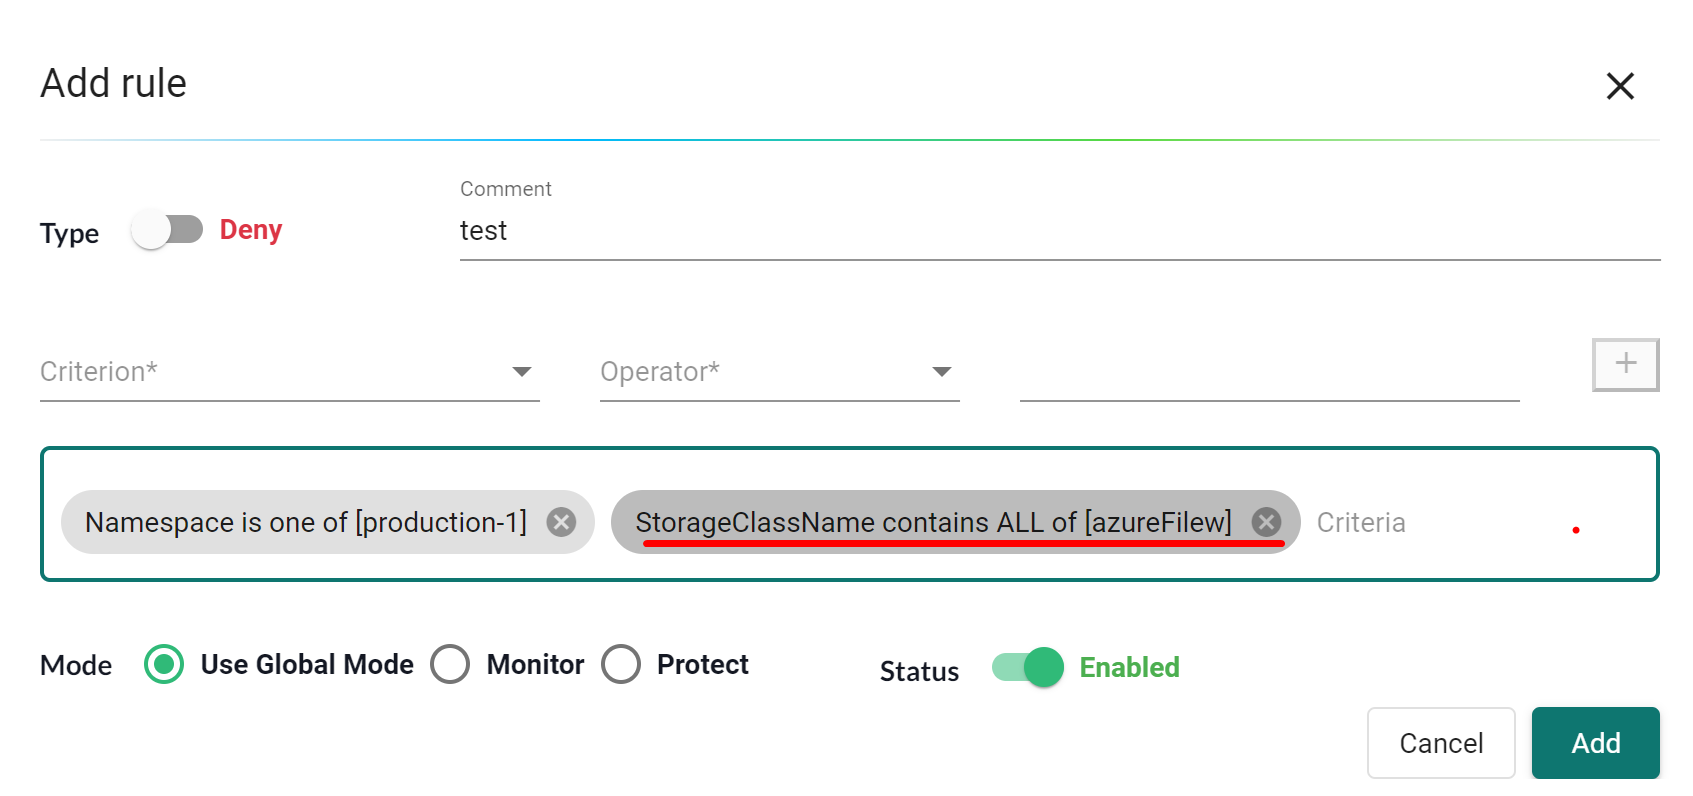 Add rule
Comment
Type Deny test
Criterion* Operator*
Namespace is one of [production-1] StorageClassName contains ALL of [azureFilew] Criteria
Mode Use Global Mode Monitor Protect Status Enabled
Cancel Add